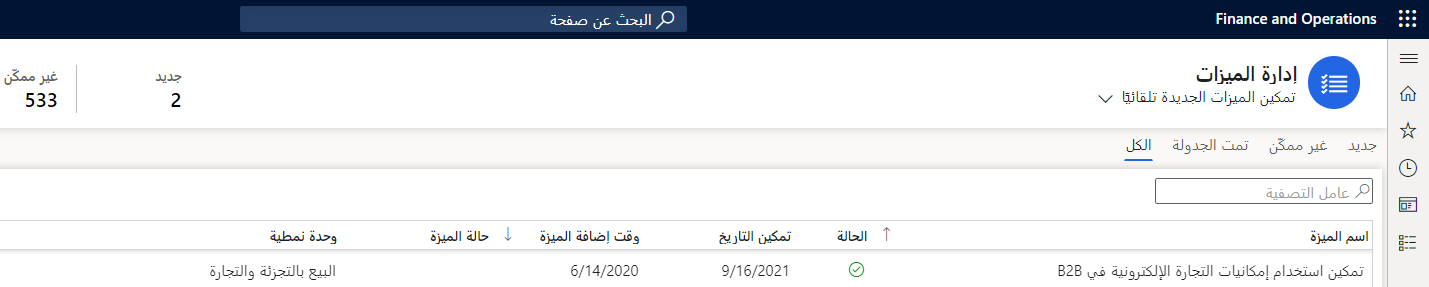 Finance and Operations
البحث عن صفحة
إدارة الميزات
تمكين الميزات الجديدة تلقائيًا
جديد
2
غير ممكّن
533
جديد غير ممكّن تمت الجدولة الكل
عامل التصفية
اسم الميزة الحالة تمكين التاريخ وقت إضافة الميزة حالة الميزة وحدة نمطية
تمكين استخدام إمكانيات التجارة الإلكترونية في B2B 9/16/2021 6/14/2020 البيع بالتجزئة والتجارة